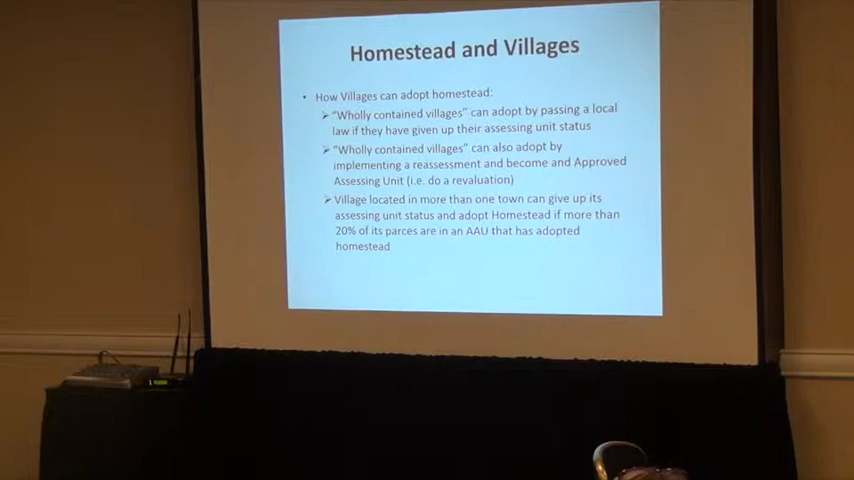 Homestead and Villages
• How Villages can adopt homestead:
➢ "Wholly contained villages" can adopt by passing a local
law if they have given up their assessing unit status
➢ "Wholly contained villages" can also adopt by
implementing a reassessment and become and Approved
Assessing Unit (i.e. do a revaluation)
➢ Village located in more than one town can give up its
assessing unit status and adopt Homestead if more than
20% of its parces are in an AAU that has adopted
homestead